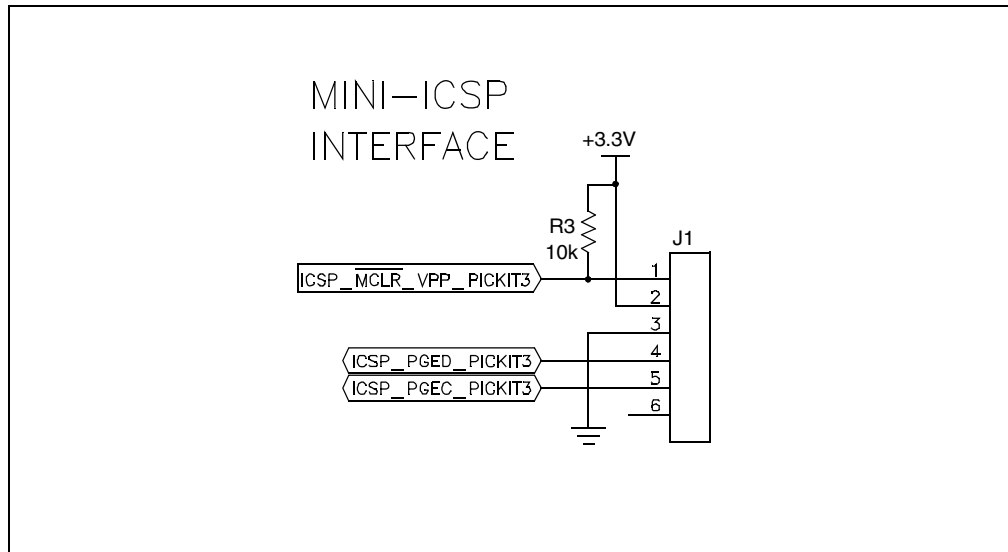 MINI-ICSP
INTERFACE
+3.3V
R3
10k
J1
ICSP_MCLR_VPP_PICKIT3
1
2
3
ICSP_PGED_PICKIT3
4
ICSP_PGEC_PICKIT3
5
6